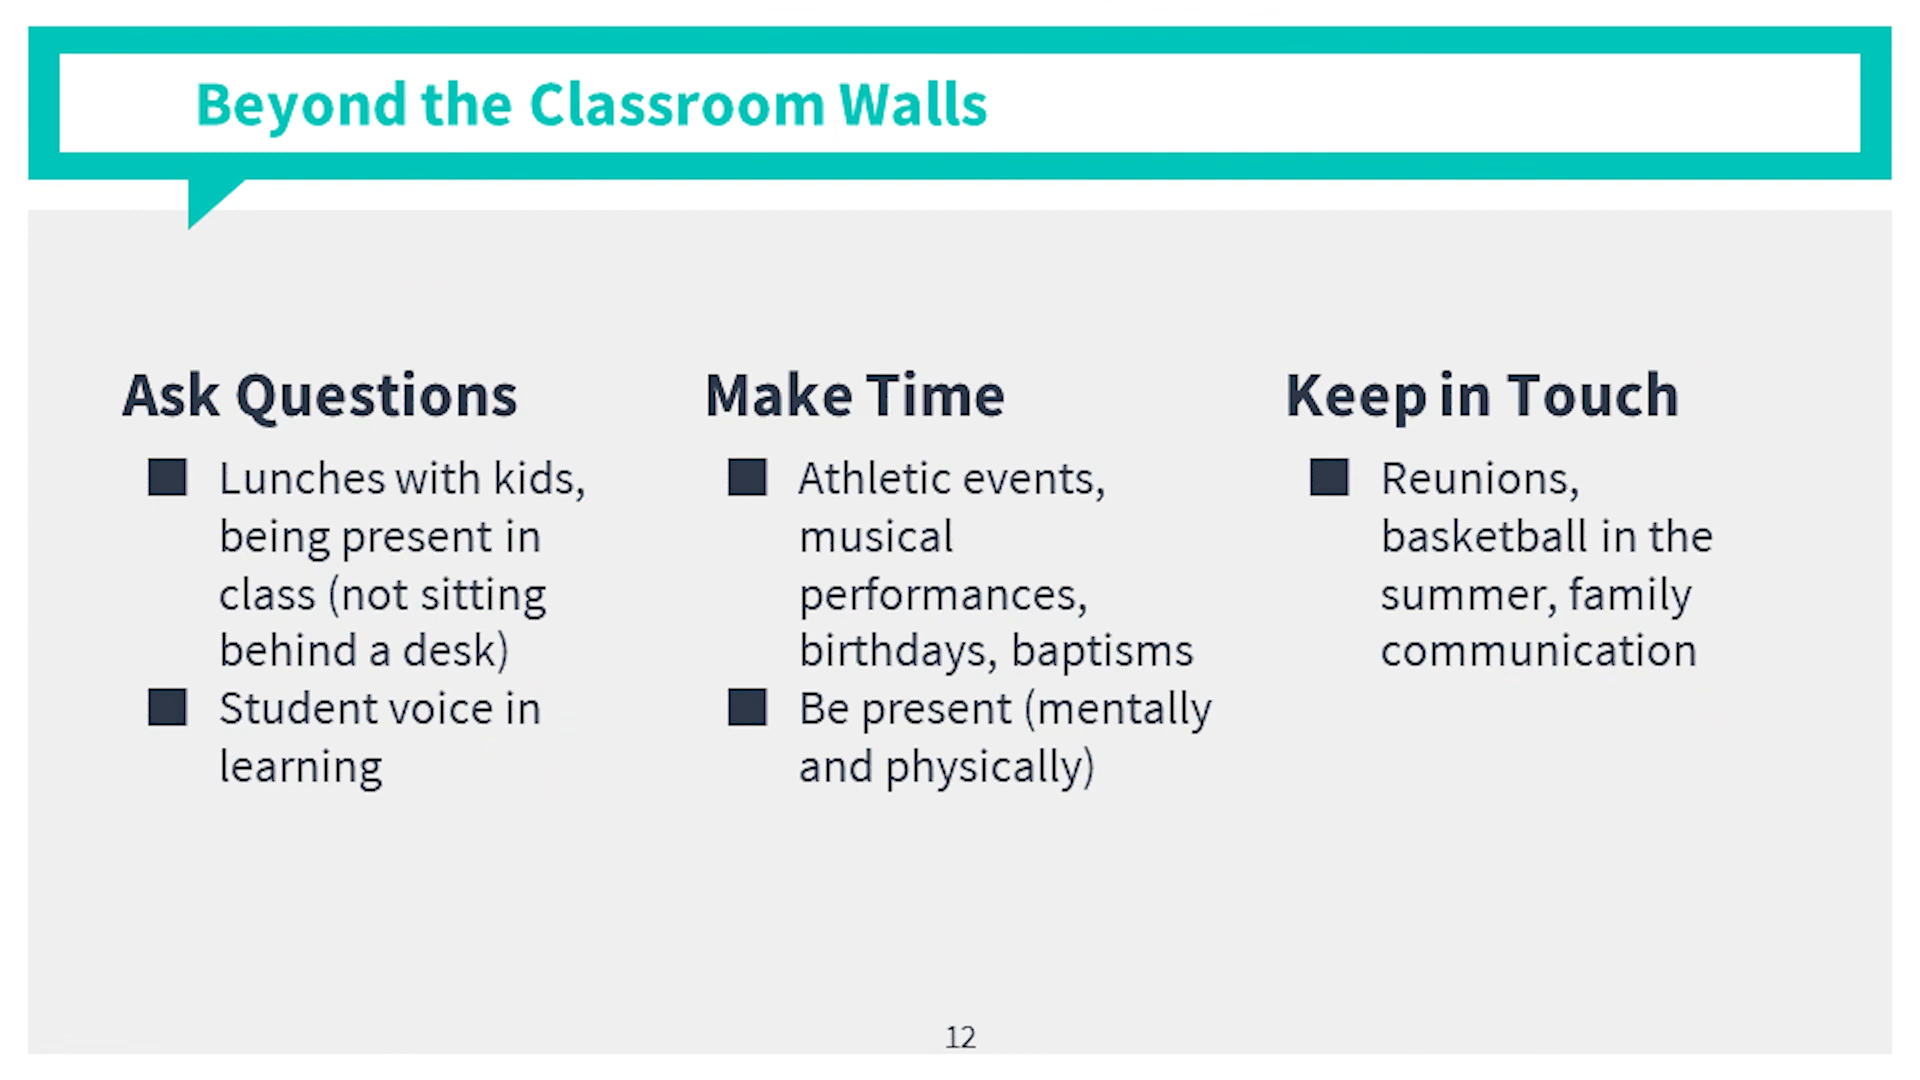 Beyond the Classroom Walls
Ask Questions
Lunches with kids,
being present in
class (not sitting
behind a desk)
Student voice in
learning
Make Time
Athletic events,
musical
performances,
birthdays, baptisms
Be present (mentally
and physically)
Keep in Touch
Reunions,
basketball in the
summer, family
communication
12